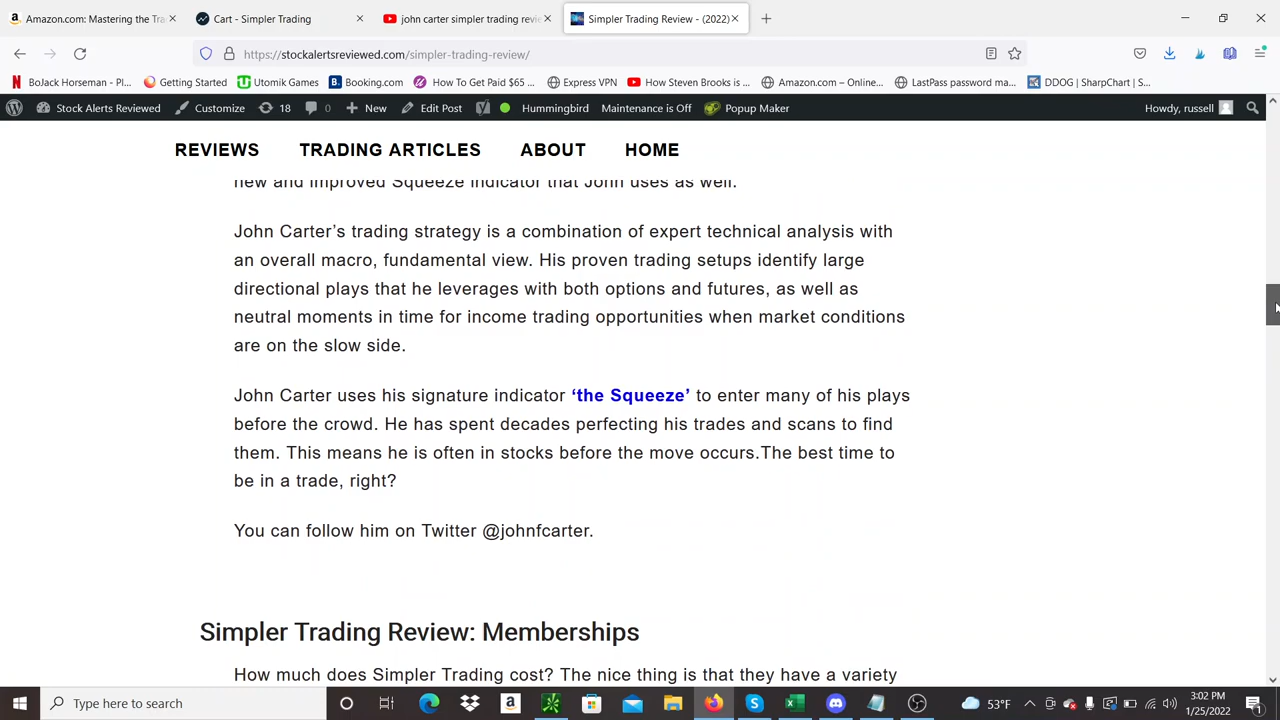 Amazon.com: Mastering the Tra
Cart - Simpler Trading
john carter simpler trading revie
Simpler Trading Review - (2022)
https://stockalertsreviewed.com/simpler-trading-review/
BoJack Horseman - Pl...
Getting Started
Utomik Games
Booking.com
How To Get Paid $65 ...
Express VPN
How Steven Brooks is ...
Amazon.com – Online...
LastPass password ma...
DDOG | SharpChart | S...
Stock Alerts Reviewed
Customize
18
0
New
Edit Post
Hummingbird
Maintenance is Off
Popup Maker
Howdy, russell
REVIEWS
TRADING ARTICLES
ABOUT
HOME
new and improved Squeeze indicator that John uses as well.
John Carter’s trading strategy is a combination of expert technical analysis with
an overall macro, fundamental view. His proven trading setups identify large
directional plays that he leverages with both options and futures, as well as
neutral moments in time for income trading opportunities when market conditions
are on the slow side.
John Carter uses his signature indicator ‘the Squeeze’ to enter many of his plays
before the crowd. He has spent decades perfecting his trades and scans to find
them. This means he is often in stocks before the move occurs.The best time to
be in a trade, right?
You can follow him on Twitter @johnfcarter.
Simpler Trading Review: Memberships
How much does Simpler Trading cost? The nice thing is that they have a variety
Type here to search
53°F
3:02 PM
1/25/2022
1